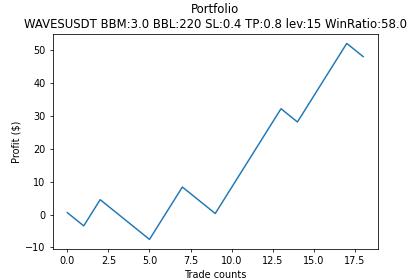 Portfolio
WAVESUSDT BBM:3.0 BBL:220 SL:0.4 TP:0.8 lev:15 WinRatio:58.0
50
40
30
20
10
0
−10
Profit ($)
0.0 2.5 5.0 7.5 10.0 12.5 15.0 17.5
Trade counts